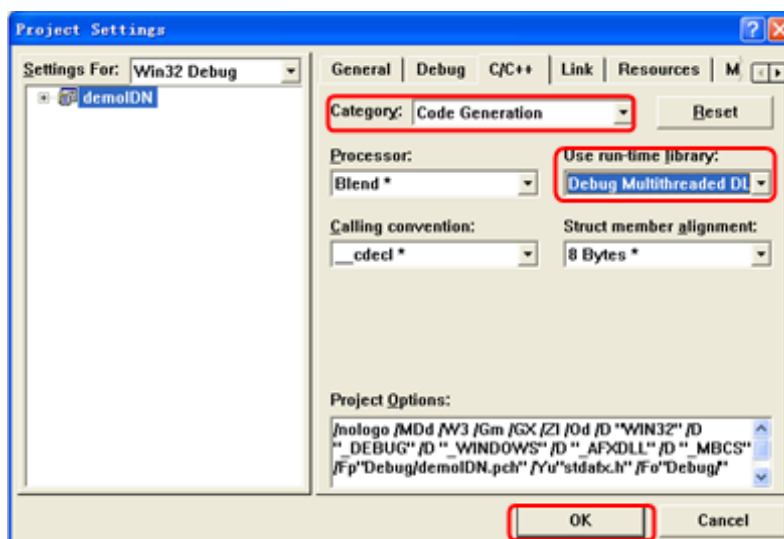 Project Settings
Settings For: Win32 Debug
demoIDN
General Debug C/C++ Link Resources M
Category: Code Generation Reset
Processor: Use run-time library:
Blend * Debug Multithreaded DL
Calling convention: Struct member alignment:
__cdecl * 8 Bytes *
Project Options:
/nologo /MDd /W3 /Gm /GX /ZI /Od /D "WIN32" /D
"_DEBUG" /D "_WINDOWS" /D "_AFXDLL" /D "_MBCS"
/Fp"Debug/demoIDN.pch" /Yu"stdafx.h" /Fo"Debug/"
OK Cancel